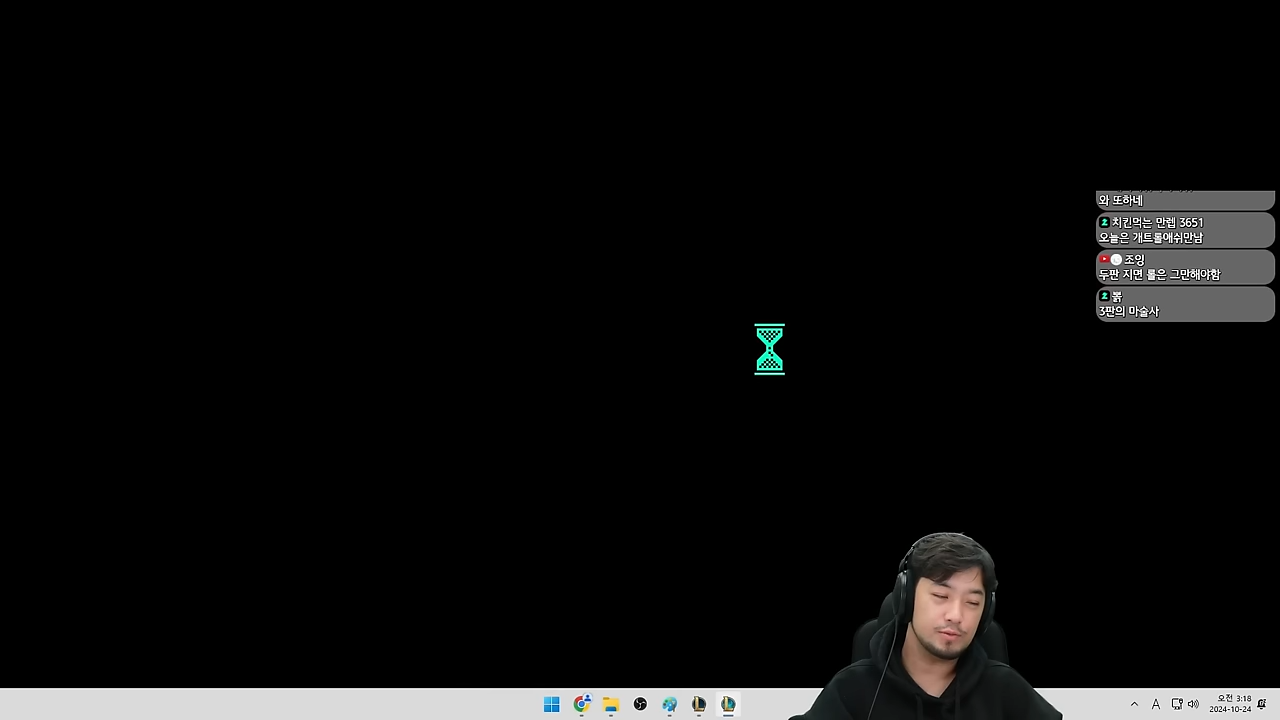 와 또하네
치킨먹는 만렙 3651
오늘은 개트롤애쉬만남
조잉
두판 지면 롤은 그만해야함
뽥
3판의 마술사
A
오전 3:18
2024-10-24